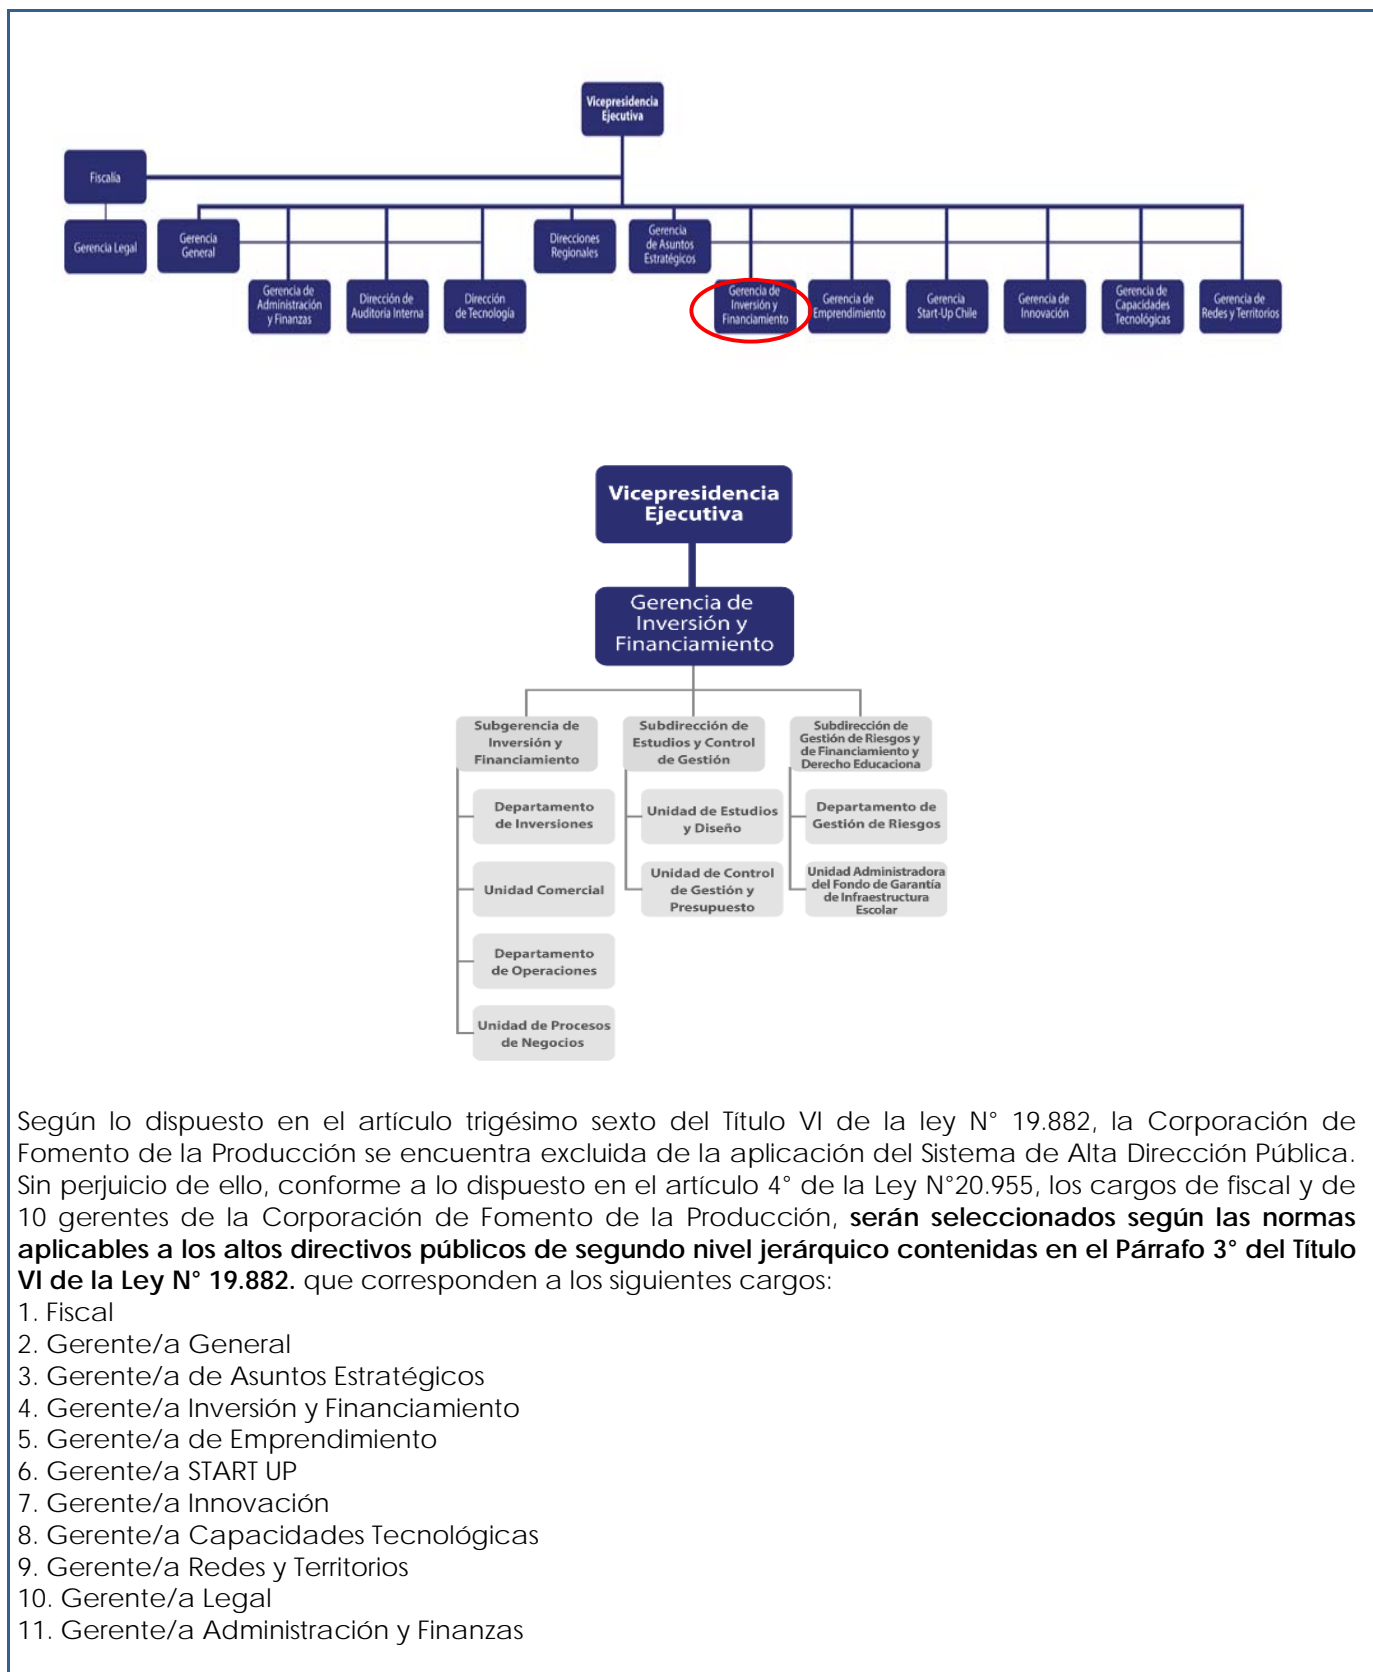 Vicepresidencia
Ejecutiva
Fiscalía
Gerencia Legal
Gerencia
General
Direcciones
Regionales
Gerencia
de Asuntos
Estratégicos
Gerencia de
Administración
y Finanzas
Dirección de
Auditoría Interna
Dirección
de Tecnología
Gerencia de
Inversión y
Financiamiento
Gerencia de
Emprendimiento
Gerencia
Start-Up Chile
Gerencia de
Innovación
Gerencia de
Capacidades
Tecnológicas
Gerencia de
Redes y Territorios
Vicepresidencia
Ejecutiva
Gerencia de
Inversión y
Financiamiento
Subgerencia de
Inversión y
Financiamiento
Subdirección de
Estudios y Control
de Gestión
Subdirección de
Gestión de Riesgos y
de Financiamiento y
Derecho Educaciona
Departamento
de Inversiones
Unidad de Estudios
y Diseño
Departamento de
Gestión de Riesgos
Unidad Comercial
Unidad de Control
de Gestión y
Presupuesto
Unidad Administradora
del Fondo de Garantía
de Infraestructura
Escolar
Departamento
de Operaciones
Unidad de Procesos
de Negocios
Según lo dispuesto en el artículo trigésimo sexto del Título VI de la ley N° 19.882, la Corporación de
Fomento de la Producción se encuentra excluida de la aplicación del Sistema de Alta Dirección Pública.
Sin perjuicio de ello, conforme a lo dispuesto en el artículo 4° de la Ley N°20.955, los cargos de fiscal y de
10 gerentes de la Corporación de Fomento de la Producción, serán seleccionados según las normas
aplicables a los altos directivos públicos de segundo nivel jerárquico contenidas en el Párrafo 3° del Título
VI de la Ley N° 19.882. que corresponden a los siguientes cargos:
1. Fiscal
2. Gerente/a General
3. Gerente/a de Asuntos Estratégicos
4. Gerente/a Inversión y Financiamiento
5. Gerente/a de Emprendimiento
6. Gerente/a START UP
7. Gerente/a Innovación
8. Gerente/a Capacidades Tecnológicas
9. Gerente/a Redes y Territorios
10. Gerente/a Legal
11. Gerente/a Administración y Finanzas